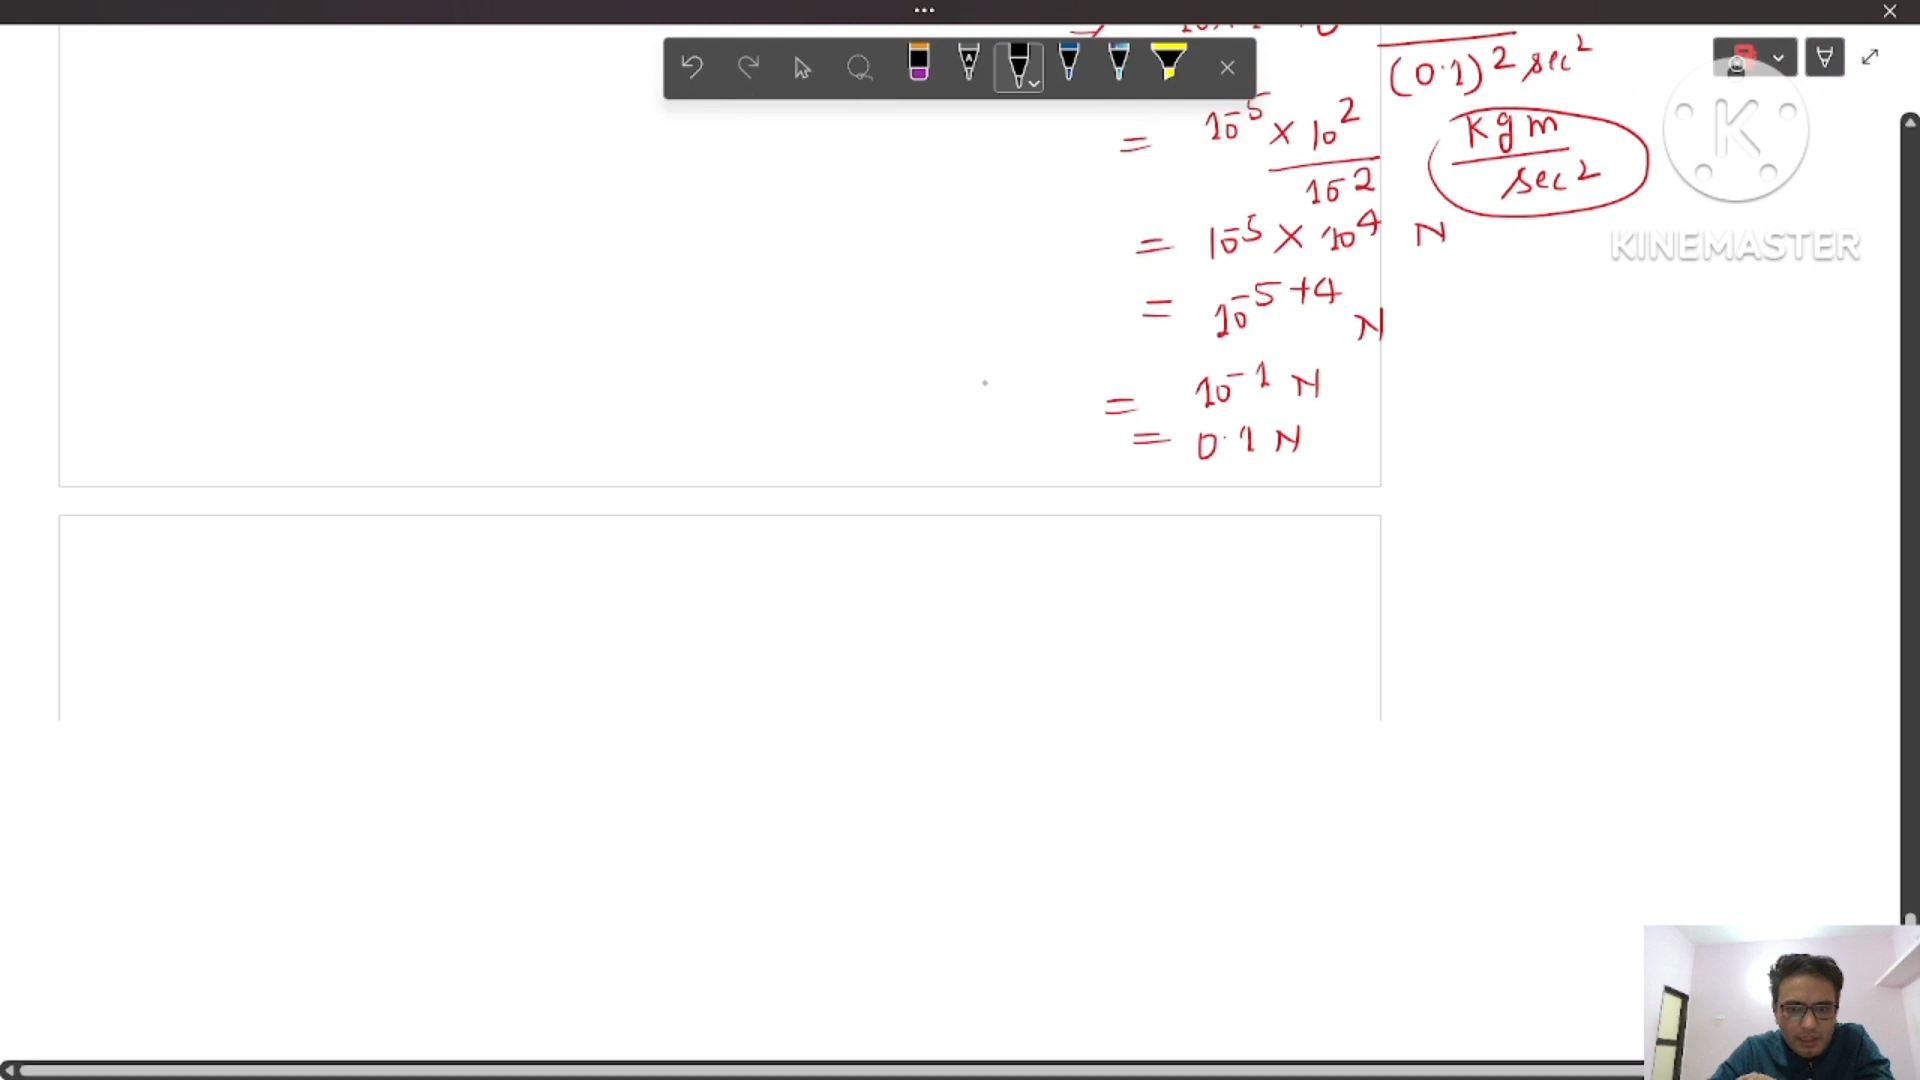 (0.1)² sec²
= 10⁻⁵ × 10² / 10⁻² kgm / sec²
= 10⁻⁵ × 10⁴ N
= 10⁻⁵⁺⁴ N
= 10⁻¹ N
= 0.1 N
KINEMASTER